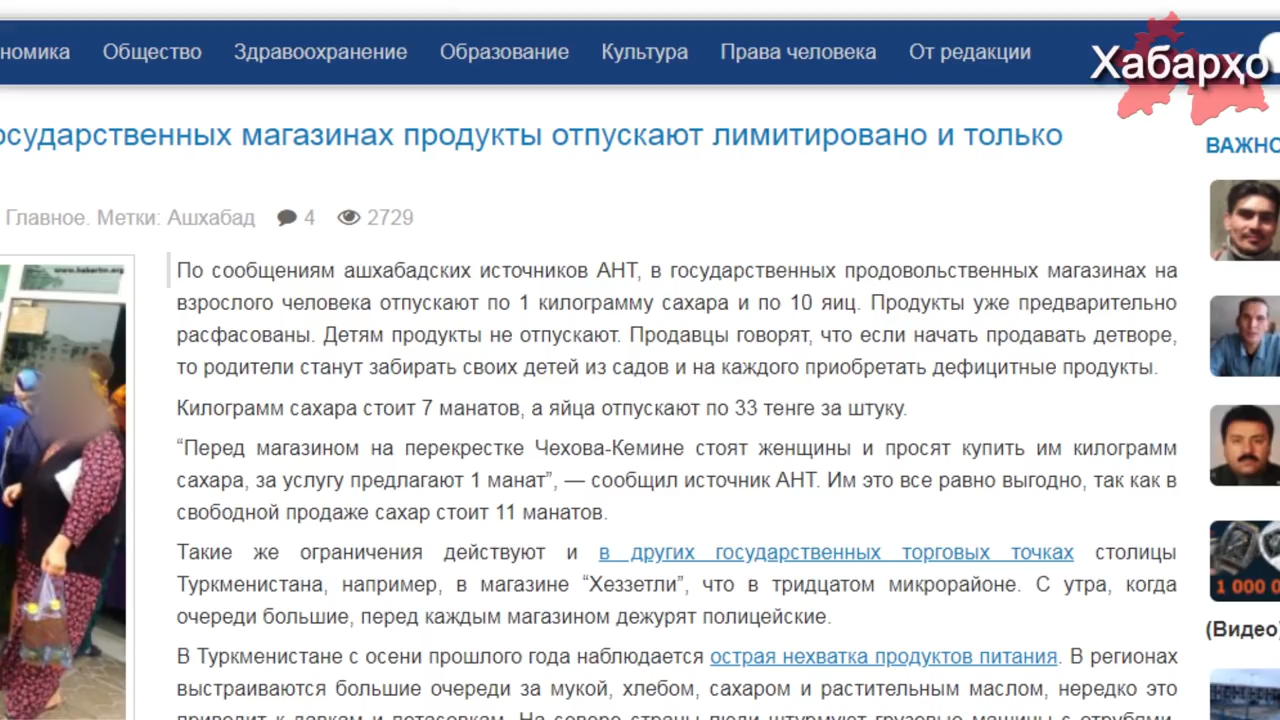 Общество Здравоохранение Образование Культура Права человека От редакции
Хабарҳо
магазинах продукты отпускают лимитировано и только
ВАЖНО
Главное. Метки: Ашхабад 4 2729
По сообщениям ашхабадских источников АНТ, в государственных продовольственных магазинах на
взрослого человека отпускают по 1 килограмму сахара и по 10 яиц. Продукты уже предварительно
расфасованы. Детям продукты не отпускают. Продавцы говорят, что если начать продавать детворе,
то родители станут забирать своих детей из садов и на каждого приобретать дефицитные продукты.
Килограмм сахара стоит 7 манатов, а яйца отпускают по 33 тенге за штуку.
“Перед магазином на перекрестке Чехова-Кемине стоят женщины и просят купить им килограмм
сахара, за услугу предлагают 1 манат”, — сообщил источник АНТ. Им это все равно выгодно, так как в
свободной продаже сахар стоит 11 манатов.
Такие же ограничения действуют и в других государственных торговых точках столицы
Туркменистана, например, в магазине “Хеззетли”, что в тридцатом микрорайоне. С утра, когда
очереди большие, перед каждым магазином дежурят полицейские.
В Туркменистане с осени прошлого года наблюдается острая нехватка продуктов питания. В регионах
выстраиваются большие очереди за мукой, хлебом, сахаром и растительным маслом, нередко это
(Видео)